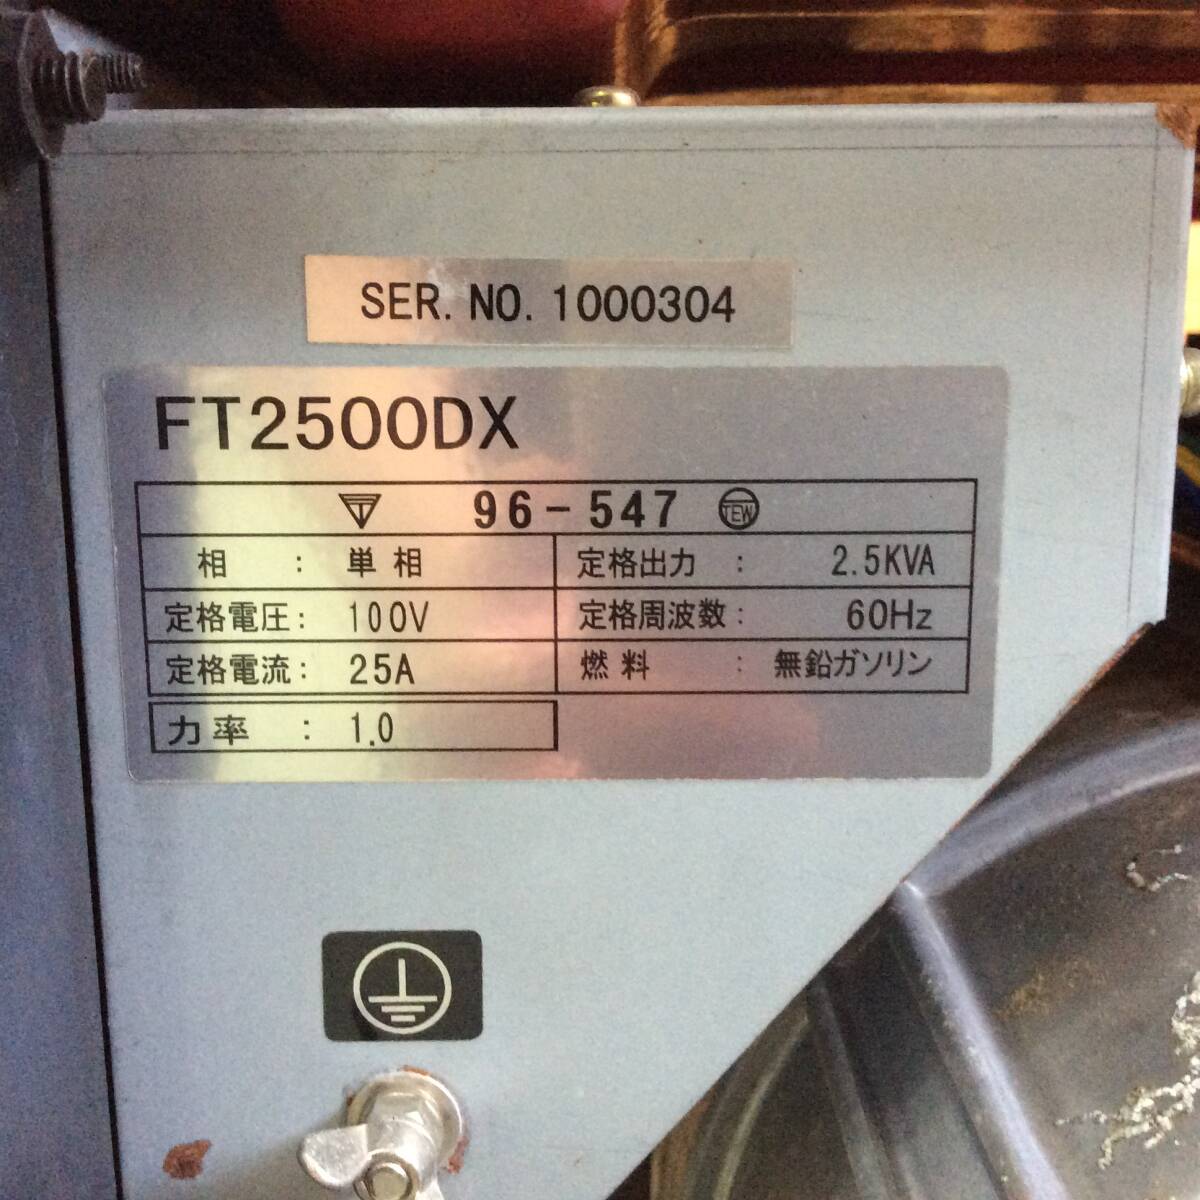 SER. NO. 1000304
FT2500DX
T 96-547 TEW
相 : 単相 定格出力 : 2.5KVA
定格電圧: 100V 定格周波数: 60Hz
定格電流: 25A 燃料 : 無鉛ガソリン
力率 : 1.0